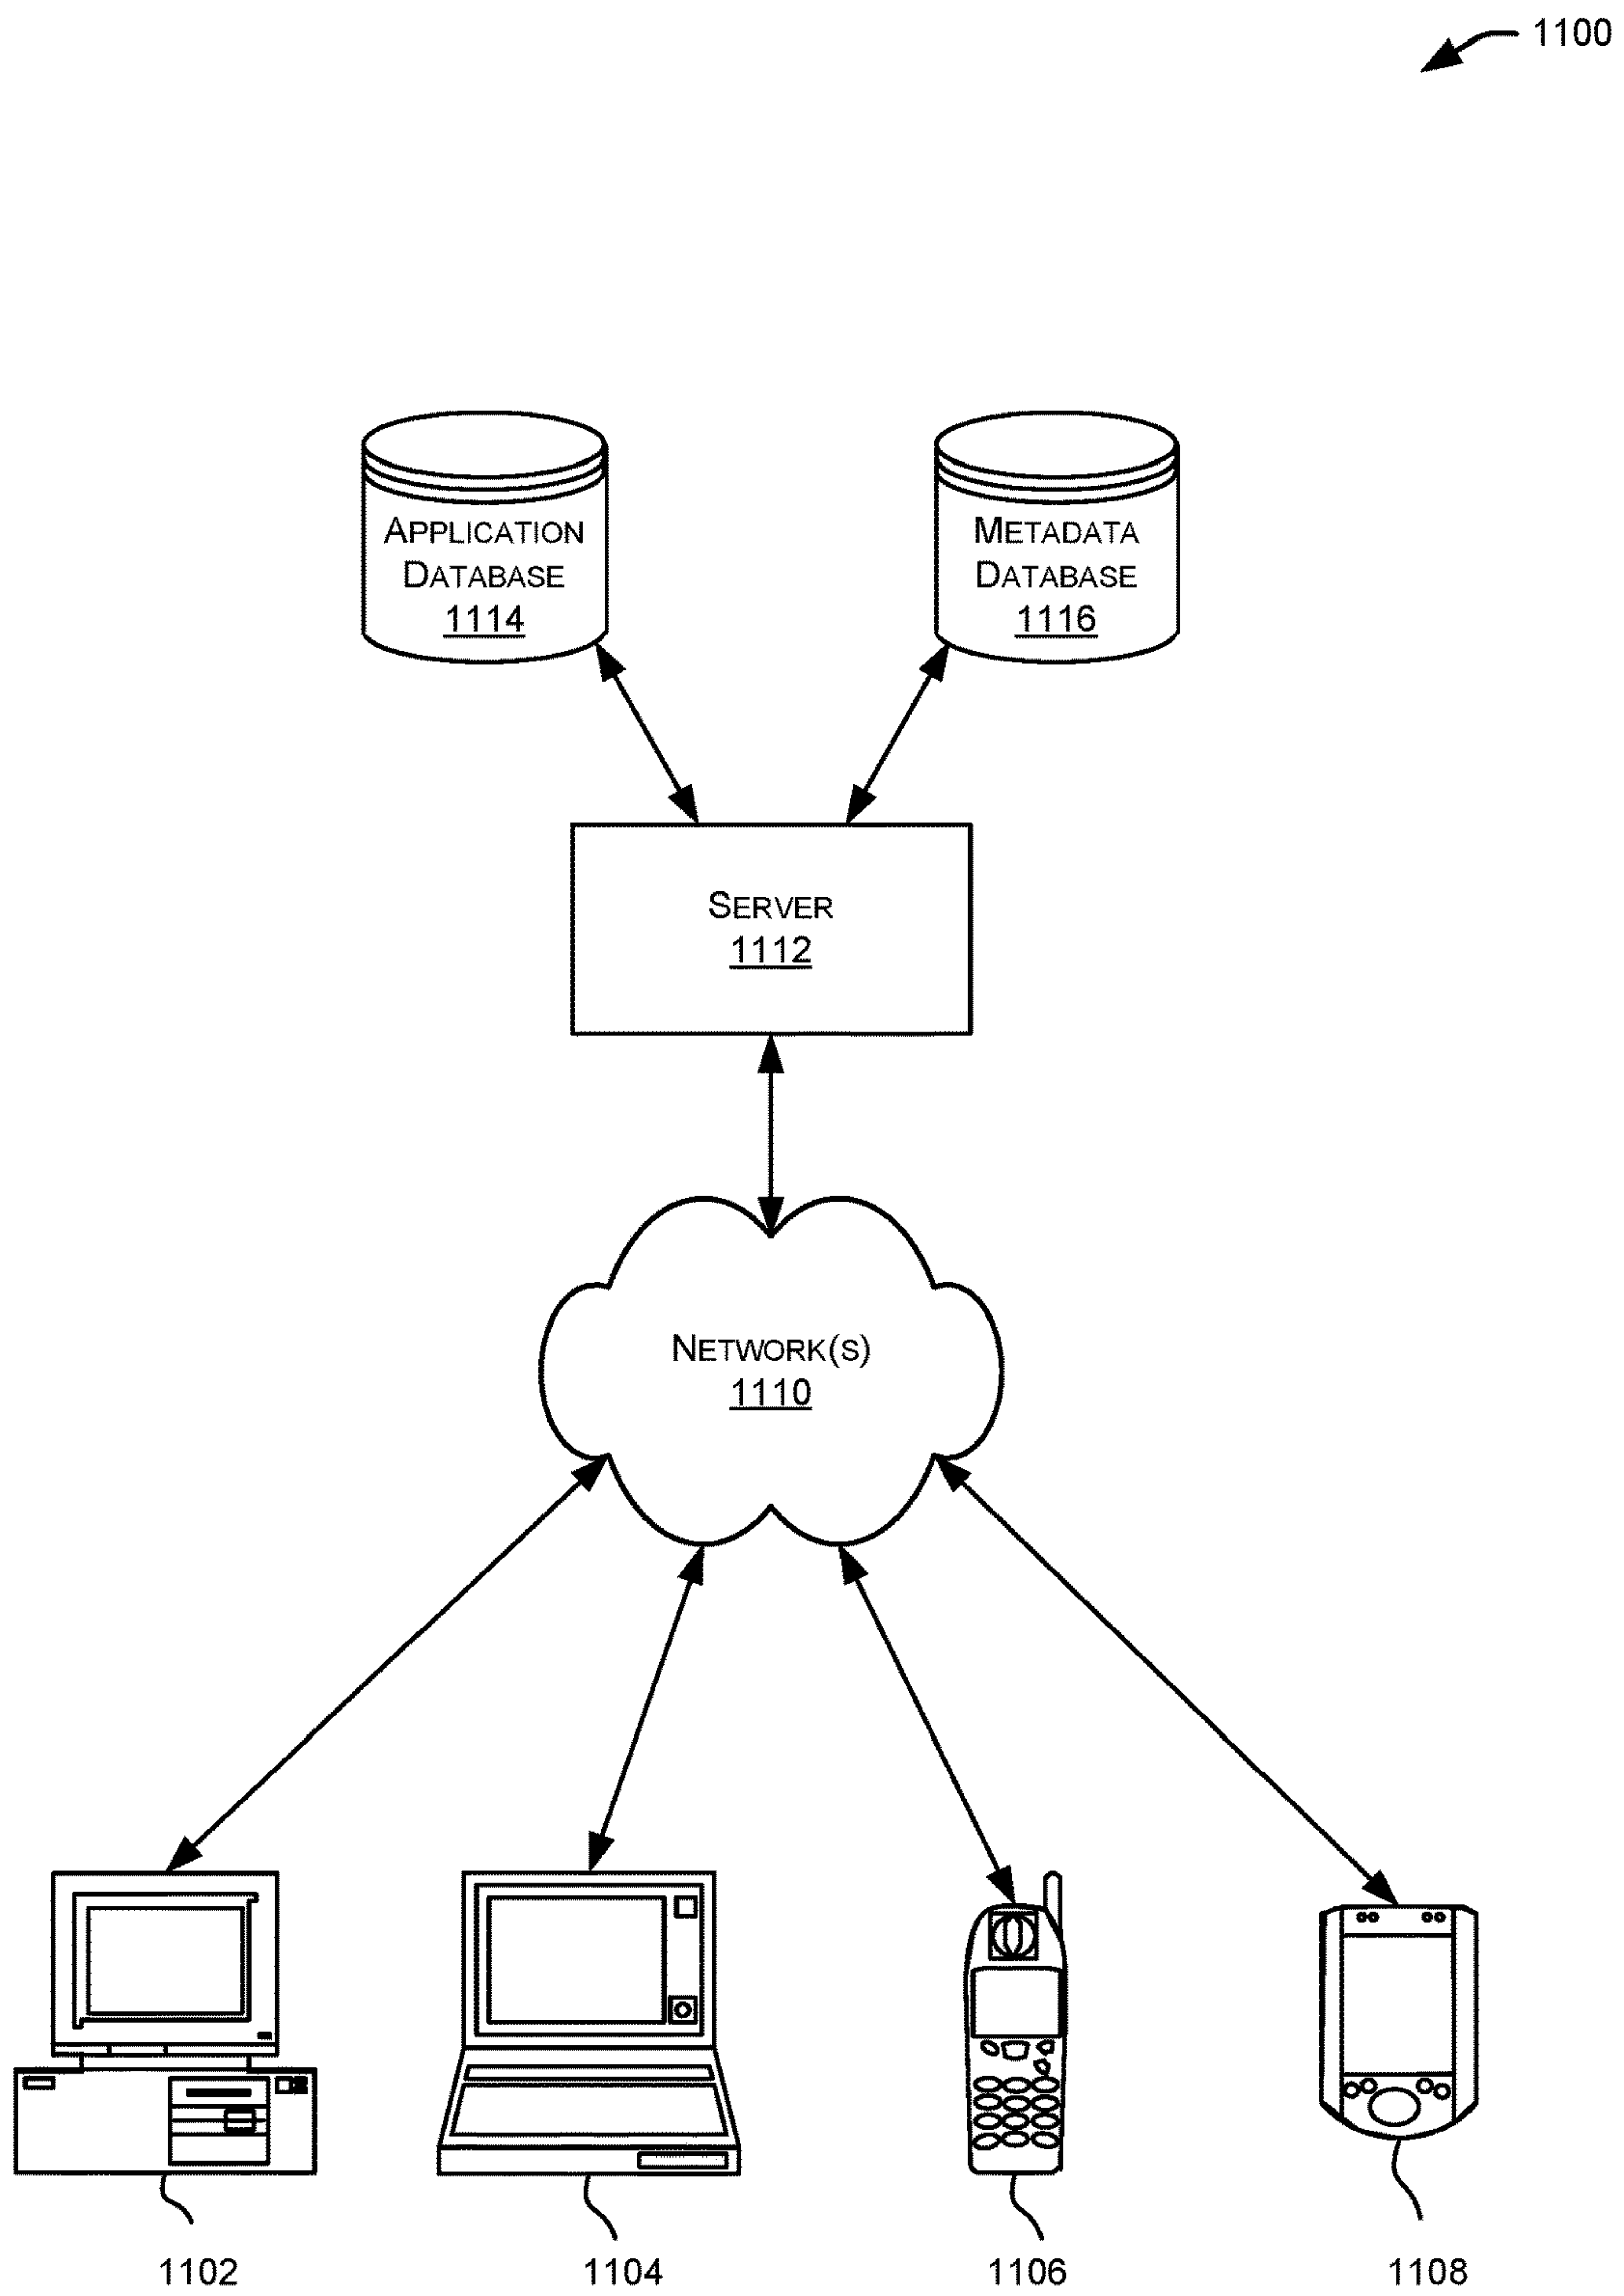 1100
APPLICATION
DATABASE
1114
METADATA
DATABASE
1116
SERVER
1112
NETWORK(S)
1110
1102
1104
1106
1108